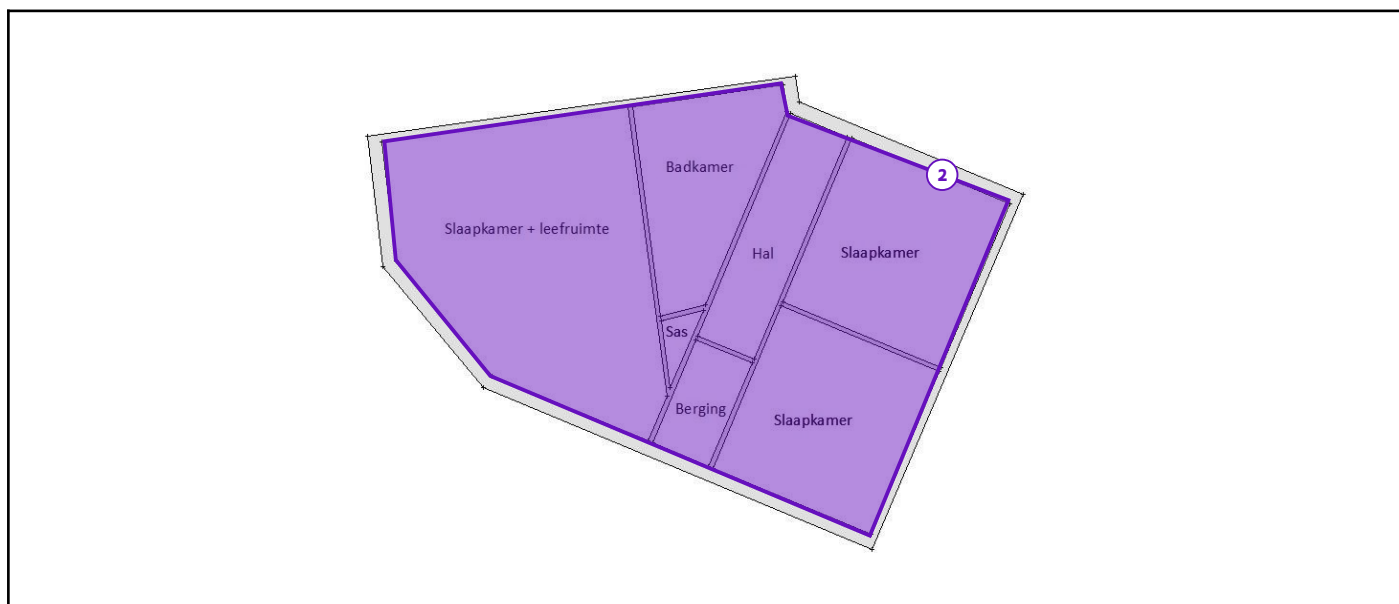 Badkamer
2
Slaapkamer + leefruimte
Hal
Slaapkamer
Sas
Berging
Slaapkamer